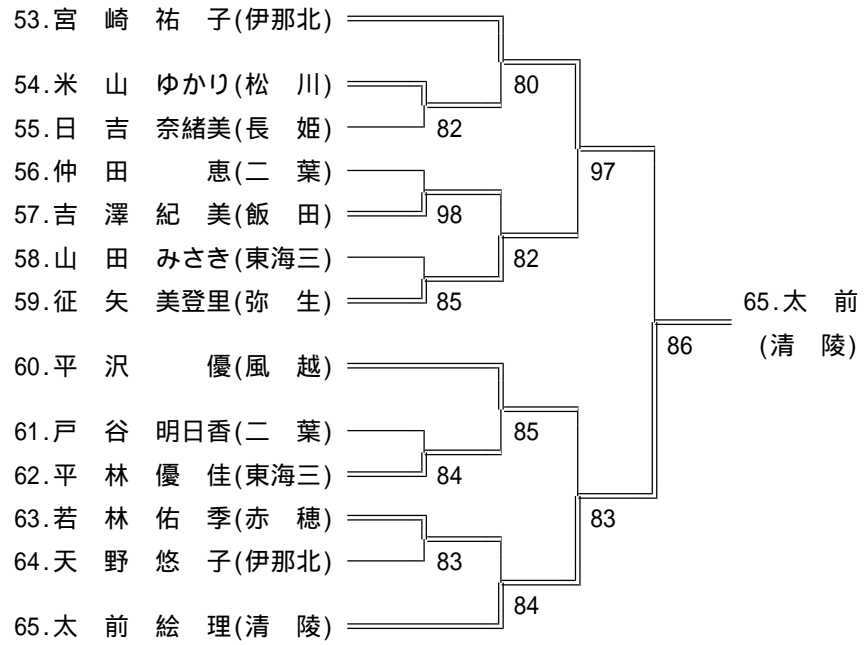 53.宮　崎　祐　子(伊那北)
80
54.米　山　ゆかり(松　川)
82
55.日　吉　奈緒美(長　姫)
97
56.仲　田　　　恵(二　葉)
98
57.吉　澤　紀　美(飯　田)
82
58.山　田　みさき(東海三)
85
59.征　矢　美登里(弥　生)
65.太　前
(清　陵)
86
60.平　沢　　　優(風　越)
85
61.戸　谷　明日香(二　葉)
84
62.平　林　優　佳(東海三)
83
63.若　林　佑　季(赤　穂)
83
64.天　野　悠　子(伊那北)
84
65.太　前　絵　理(清　陵)